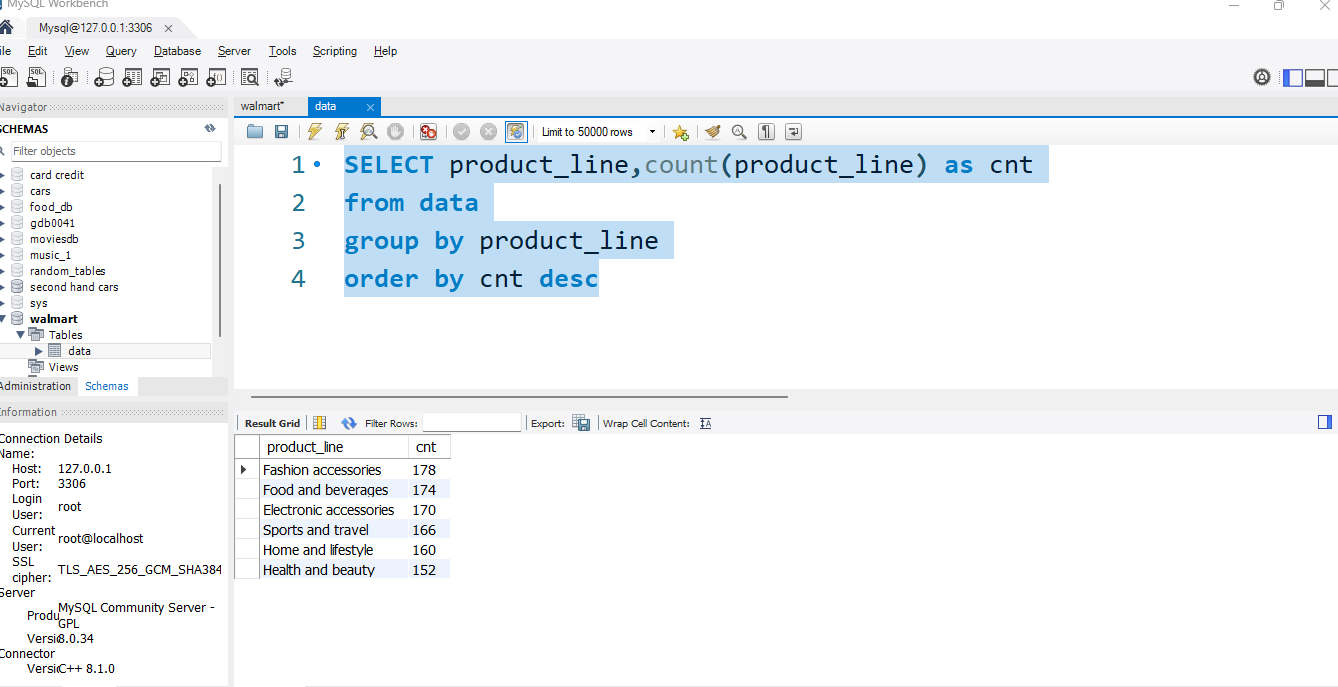 MySQL Workbench
Mysql@127.0.0.1:3306
ile Edit View Query Database Server Tools Scripting Help
Navigator
SCHEMAS
Filter objects
card credit
cars
food_db
gdb0041
moviesdb
music_1
random_tables
second hand cars
sys
walmart
Tables
data
Views
Administration Schemas
Information
Connection Details
Name:
Host: 127.0.0.1
Port: 3306
Login
User: root
Current
User: root@localhost
SSL
cipher: TLS_AES_256_GCM_SHA384
Server
Produ MySQL Community Server -
GPL
Versic 8.0.34
Connector
Versic C++ 8.1.0
walmart* data
Limit to 50000 rows
1 SELECT product_line,count(product_line) as cnt
2 from data
3 group by product_line
4 order by cnt desc
Result Grid Filter Rows: Export: Wrap Cell Content:
product_line cnt
Fashion accessories 178
Food and beverages 174
Electronic accessories 170
Sports and travel 166
Home and lifestyle 160
Health and beauty 152